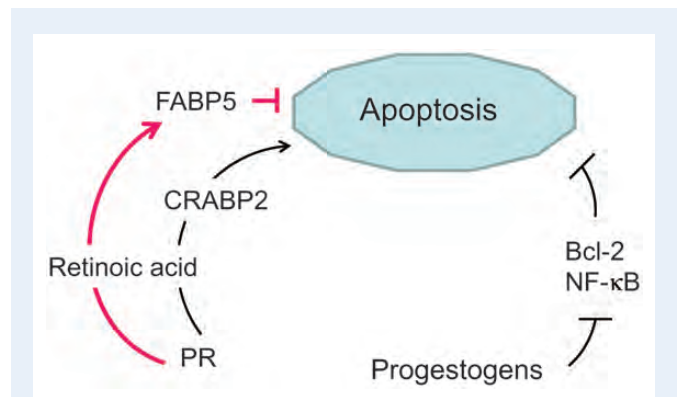 FABP5
Apoptosis
CRABP2
Retinoic acid
Bcl-2
NF-κB
PR
Progestogens